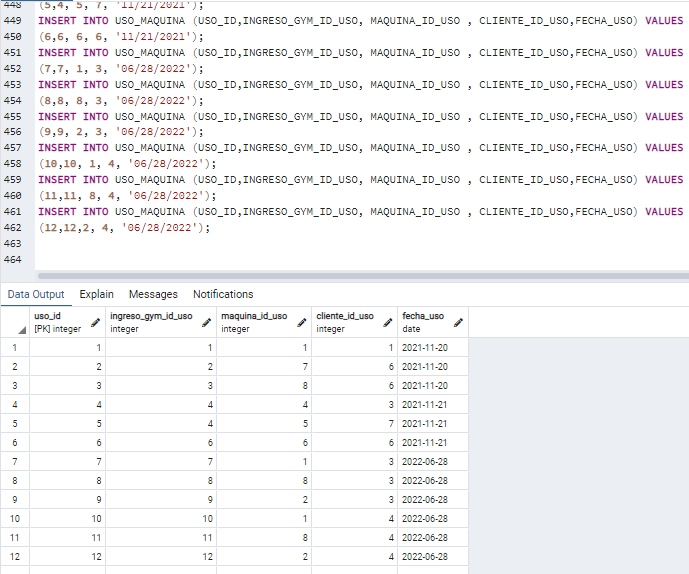 448 (5,4, 5, 7, '11/21/2021');
449 INSERT INTO USO_MAQUINA (USO_ID,INGRESO_GYM_ID_USO, MAQUINA_ID_USO , CLIENTE_ID_USO,FECHA_USO) VALUES
450 (6,6, 6, 6, '11/21/2021');
451 INSERT INTO USO_MAQUINA (USO_ID,INGRESO_GYM_ID_USO, MAQUINA_ID_USO , CLIENTE_ID_USO,FECHA_USO) VALUES
452 (7,7, 1, 3, '06/28/2022');
453 INSERT INTO USO_MAQUINA (USO_ID,INGRESO_GYM_ID_USO, MAQUINA_ID_USO , CLIENTE_ID_USO,FECHA_USO) VALUES
454 (8,8, 8, 3, '06/28/2022');
455 INSERT INTO USO_MAQUINA (USO_ID,INGRESO_GYM_ID_USO, MAQUINA_ID_USO , CLIENTE_ID_USO,FECHA_USO) VALUES
456 (9,9, 2, 3, '06/28/2022');
457 INSERT INTO USO_MAQUINA (USO_ID,INGRESO_GYM_ID_USO, MAQUINA_ID_USO , CLIENTE_ID_USO,FECHA_USO) VALUES
458 (10,10, 1, 4, '06/28/2022');
459 INSERT INTO USO_MAQUINA (USO_ID,INGRESO_GYM_ID_USO, MAQUINA_ID_USO , CLIENTE_ID_USO,FECHA_USO) VALUES
460 (11,11, 8, 4, '06/28/2022');
461 INSERT INTO USO_MAQUINA (USO_ID,INGRESO_GYM_ID_USO, MAQUINA_ID_USO , CLIENTE_ID_USO,FECHA_USO) VALUES
462 (12,12,2, 4, '06/28/2022');
463
464
Data Output Explain Messages Notifications
uso_id ingreso_gym_id_uso maquina_id_uso cliente_id_uso fecha_uso
[PK] integer integer integer integer date
1 1 1 1 1 2021-11-20
2 2 2 7 6 2021-11-20
3 3 3 8 6 2021-11-20
4 4 4 4 3 2021-11-21
5 5 4 5 7 2021-11-21
6 6 6 6 6 2021-11-21
7 7 7 1 3 2022-06-28
8 8 8 8 3 2022-06-28
9 9 9 2 3 2022-06-28
10 10 10 1 4 2022-06-28
11 11 11 8 4 2022-06-28
12 12 12 2 4 2022-06-28